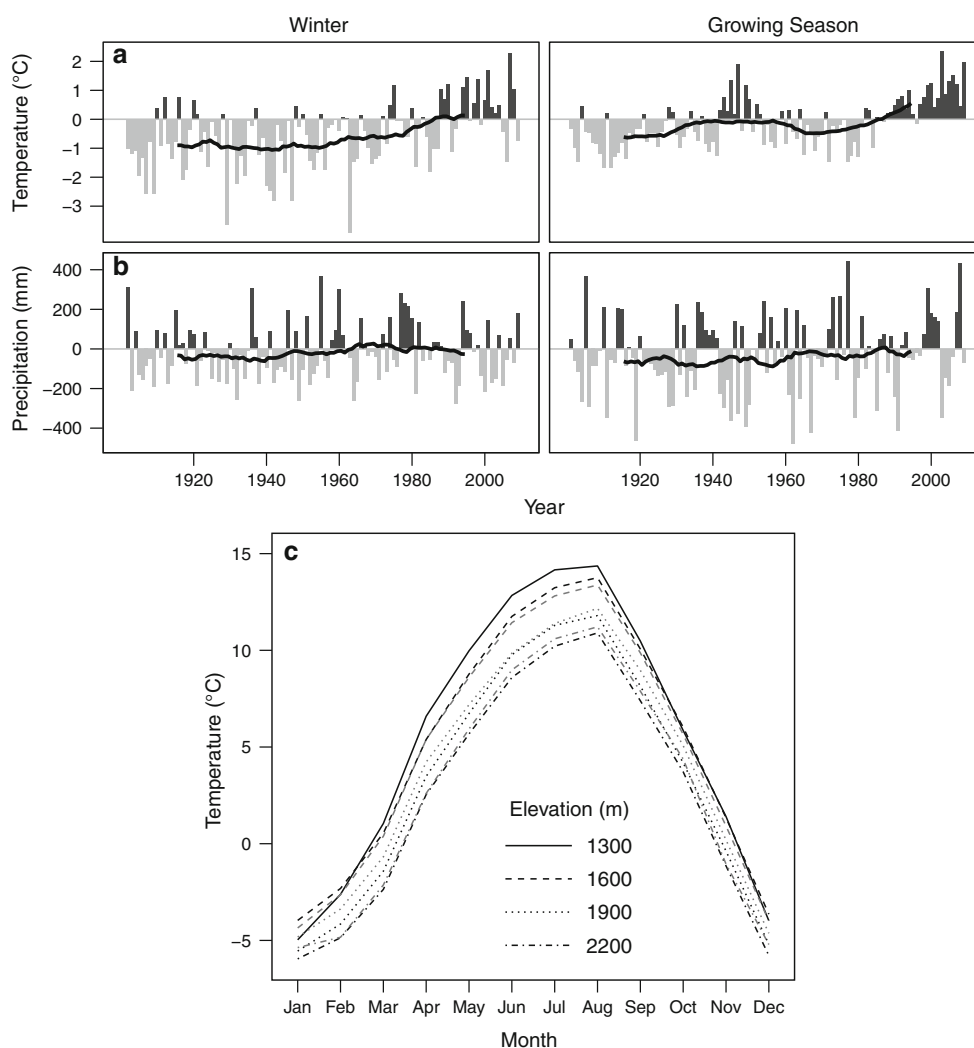 Winter
Growing Season
a
Temperature (°C)
2
1
0
−1
−2
−3
b
Precipitation (mm)
400
200
0
−200
−400
1920 1940 1960 1980 2000
1920 1940 1960 1980 2000
Year
c
Temperature (°C)
15
10
5
0
−5
Elevation (m)
1300
1600
1900
2200
Jan Feb Mar Apr May Jun Jul Aug Sep Oct Nov Dec
Month